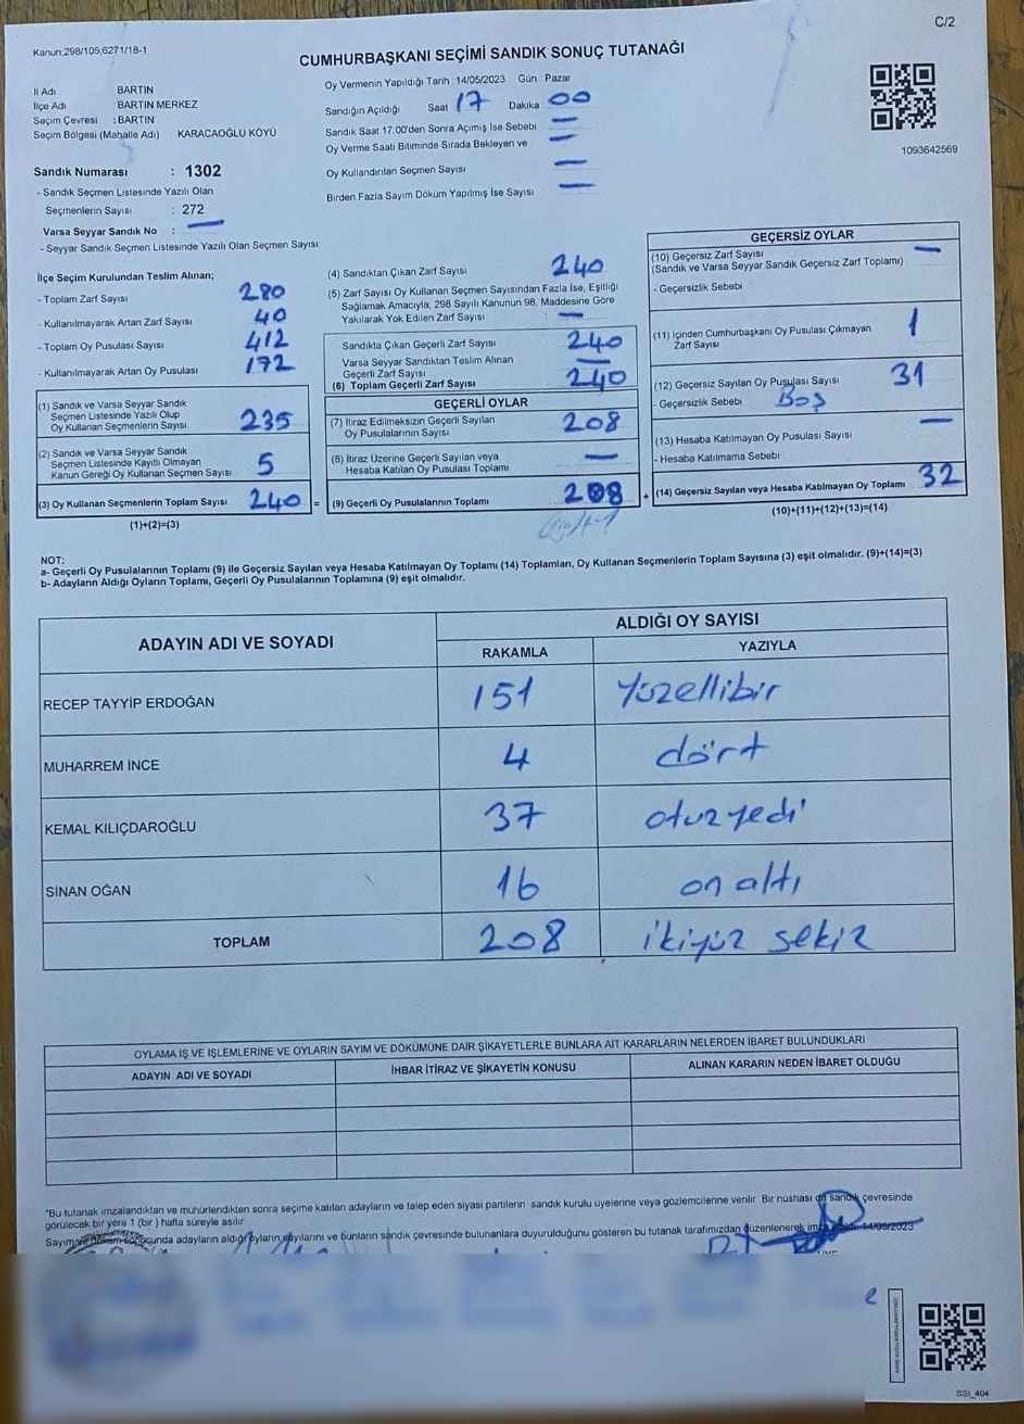 C/2
Kanun:298/105;6271/18-1
CUMHURBAŞKANI SEÇİMİ SANDIK SONUÇ TUTANAĞI
İl Adı BARTIN
İlçe Adı BARTIN MERKEZ
Seçim Çevresi : BARTIN
Seçim Bölgesi (Mahalle Adı) KARACAOĞLU KÖYÜ
Sandık Numarası : 1302
- Sandık Seçmen Listesinde Yazılı Olan
Seçmenlerin Sayısı : 272
Varsa Seyyar Sandık No : —
- Seyyar Sandık Seçmen Listesinde Yazılı Olan Seçmen Sayısı
Oy Vermenin Yapıldığı Tarih 14/05/2023 Gün : Pazar
Sandığın Açıldığı Saat 17 Dakika 00
Sandık Saat 17.00'den Sonra Açılmış İse Sebebi —
Oy Verme Saati Bitiminde Sırada Bekleyen ve —
Oy Kullandırılan Seçmen Sayısı —
Birden Fazla Sayım Döküm Yapılmış İse Sayısı —
1093642569
İlçe Seçim Kurulundan Teslim Alınan;
- Toplam Zarf Sayısı 280
- Kullanılmayarak Artan Zarf Sayısı 40
- Toplam Oy Pusulası Sayısı 412
- Kullanılmayarak Artan Oy Pusulası 172
(1) Sandık ve Varsa Seyyar Sandık
Seçmen Listesinde Yazılı Olup
Oy Kullanan Seçmenlerin Sayısı 235
(2) Sandık ve Varsa Seyyar Sandık
Seçmen Listesinde Kayıtlı Olmayan
Kanun Gereği Oy Kullanan Seçmen Sayısı 5
(3) Oy Kullanan Seçmenlerin Toplam Sayısı 240 =
(1)+(2)=(3)
(4) Sandıktan Çıkan Zarf Sayısı 240
(5) Zarf Sayısı Oy Kullanan Seçmen Sayısından Fazla İse, Eşitliği
Sağlamak Amacıyla, 298 Sayılı Kanunun 98. Maddesine Göre
Yakılarak Yok Edilen Zarf Sayısı —
Sandıkta Çıkan Geçerli Zarf Sayısı 240
Varsa Seyyar Sandıktan Teslim Alınan
Geçerli Zarf Sayısı —
(6) Toplam Geçerli Zarf Sayısı 240
GEÇERLİ OYLAR
(7) İtiraz Edilmeksizin Geçerli Sayılan
Oy Pusulalarının Sayısı 208
(8) İtiraz Üzerine Geçerli Sayılan veya
Hesaba Katılan Oy Pusulası Toplamı —
(9) Geçerli Oy Pusulalarının Toplamı 208 +
GEÇERSİZ OYLAR
(10) Geçersiz Zarf Sayısı —
(Sandık ve Varsa Seyyar Sandık Geçersiz Zarf Toplamı)
- Geçersizlik Sebebi
(11) İçinden Cumhurbaşkanı Oy Pusulası Çıkmayan
Zarf Sayısı 1
(12) Geçersiz Sayılan Oy Pusulası Sayısı 31
- Geçersizlik Sebebi Boş
(13) Hesaba Katılmayan Oy Pusulası Sayısı —
- Hesaba Katılmama Sebebi
(14) Geçersiz Sayılan veya Hesaba Katılmayan Oy Toplamı 32
(10)+(11)+(12)+(13)=(14)
NOT:
a- Geçerli Oy Pusulalarının Toplamı (9) ile Geçersiz Sayılan veya Hesaba Katılmayan Oy Toplamı (14) Toplamları, Oy Kullanan Seçmenlerin Toplam Sayısına (3) eşit olmalıdır. (9)+(14)=(3)
b- Adayların Aldığı Oyların Toplamı, Geçerli Oy Pusulalarının Toplamına (9) eşit olmalıdır.
ADAYIN ADI VE SOYADI ALDIĞI OY SAYISI
RAKAMLA YAZIYLA
RECEP TAYYİP ERDOĞAN 151 Yüzellibir
MUHARREM İNCE 4 dört
KEMAL KILIÇDAROĞLU 37 otuzyedi
SİNAN OĞAN 16 on altı
TOPLAM 208 ikiyüz sekiz
OYLAMA İŞ VE İŞLEMLERİNE VE OYLARIN SAYIM VE DÖKÜMÜNE DAİR ŞİKAYETLERLE BUNLARA AİT KARARLARIN NELERDEN İBARET BULUNDUKLARI
ADAYIN ADI VE SOYADI İHBAR İTİRAZ VE ŞİKAYETİN KONUSU ALINAN KARARIN NEDEN İBARET OLDUĞU
"Bu tutanak imzalandıktan ve mühürlendikten sonra seçime katılan adayların ve talep eden siyasi partilerin sandık kurulu üyelerine veya gözlemcilerine verilir. Bir nüshası da sandık çevresinde
görülecek bir yere 1 (bir) hafta süreyle asılır.
Sayım ve döküm sonucunda adayların aldığı oyların sayılarını ve bunların sandık çevresinde bulunanlara duyurulduğunu gösteren bu tutanak tarafımızdan düzenlenerek 14/05/2023
SSI_404